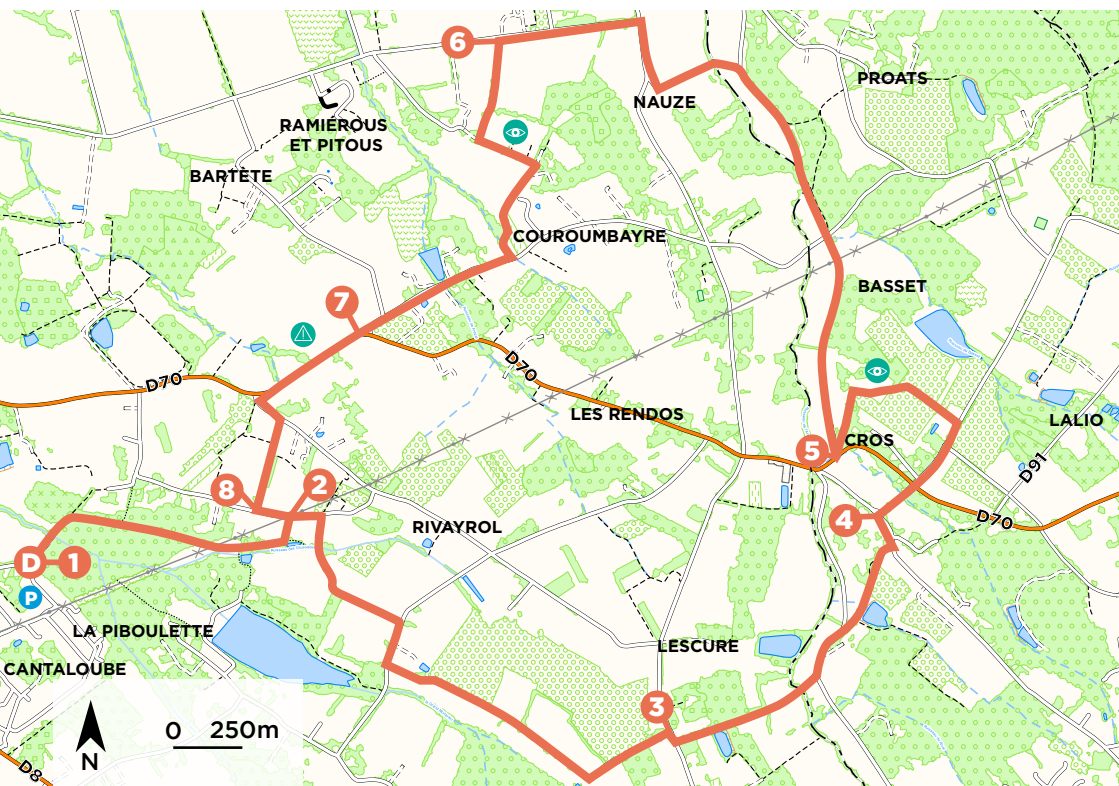 6
PROATS
NAUZE
RAMIEROUS
ET PITOUS
BARTÈTE
COUROUMBAYRE
BASSET
7
D70
D70
LES RENDOS
LALIO
5
CROS
D91
8
2
4
D70
RIVAYROL
D
1
P
LA PIBOULETTE
LESCURE
CANTALOUBE
3
0 250m
N
D8